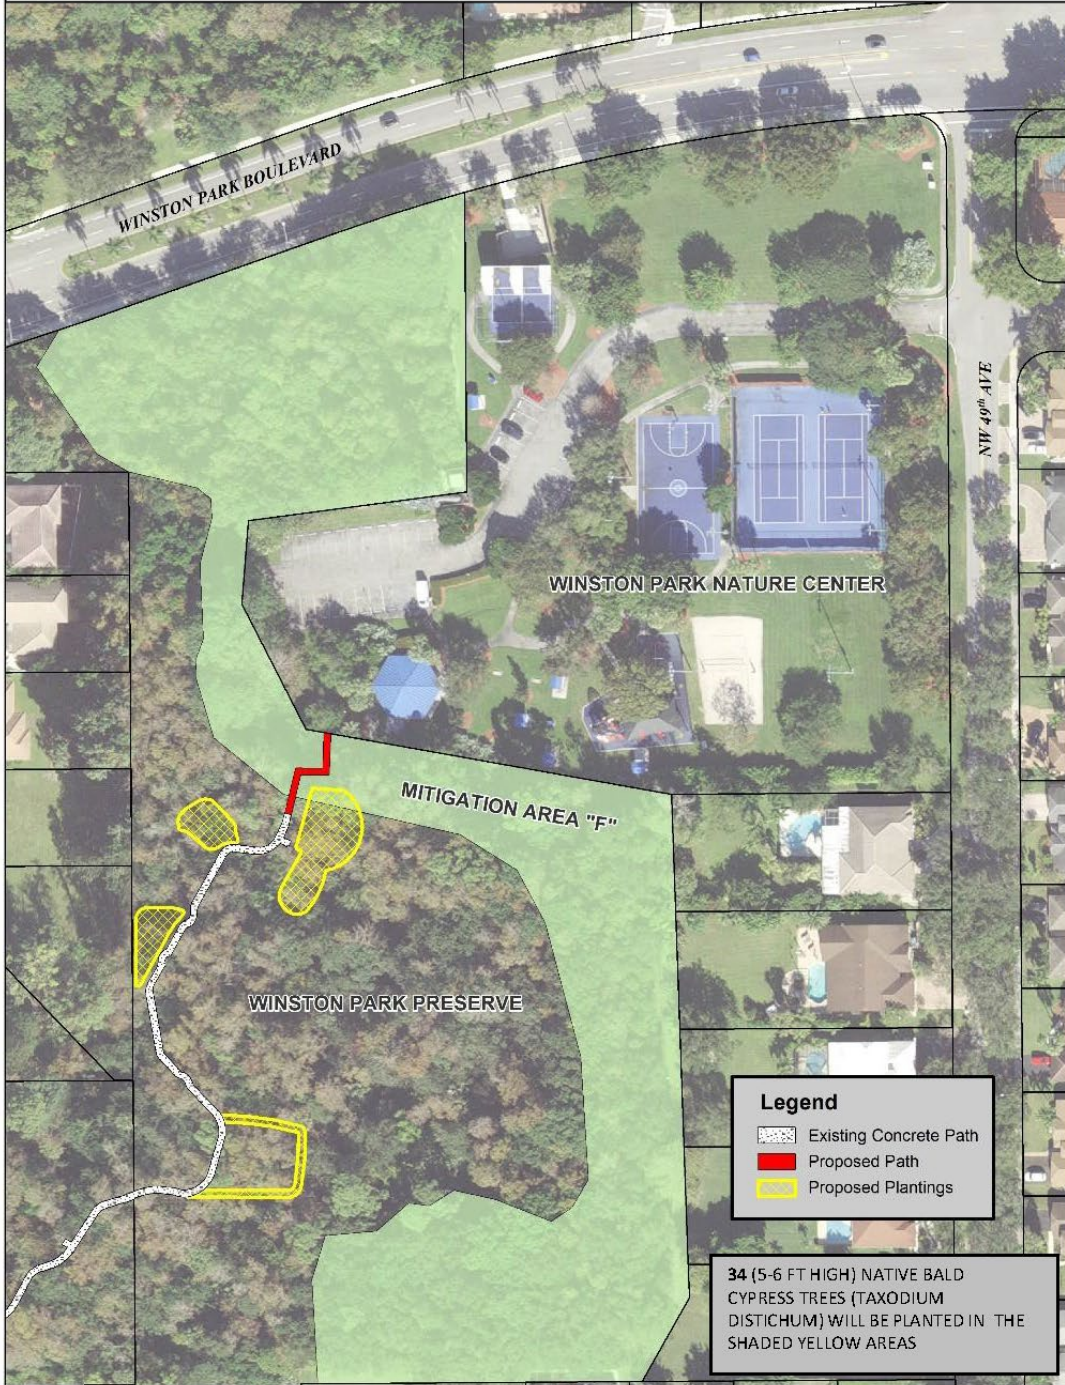 WINSTON PARK BOULEVARD
NW 49th AVE
WINSTON PARK NATURE CENTER
MITIGATION AREA "F"
WINSTON PARK PRESERVE
Legend
Existing Concrete Path
Proposed Path
Proposed Plantings
34 (5-6 FT HIGH) NATIVE BALD
CYPRESS TREES (TAXODIUM
DISTICHUM) WILL BE PLANTED IN THE
SHADED YELLOW AREAS